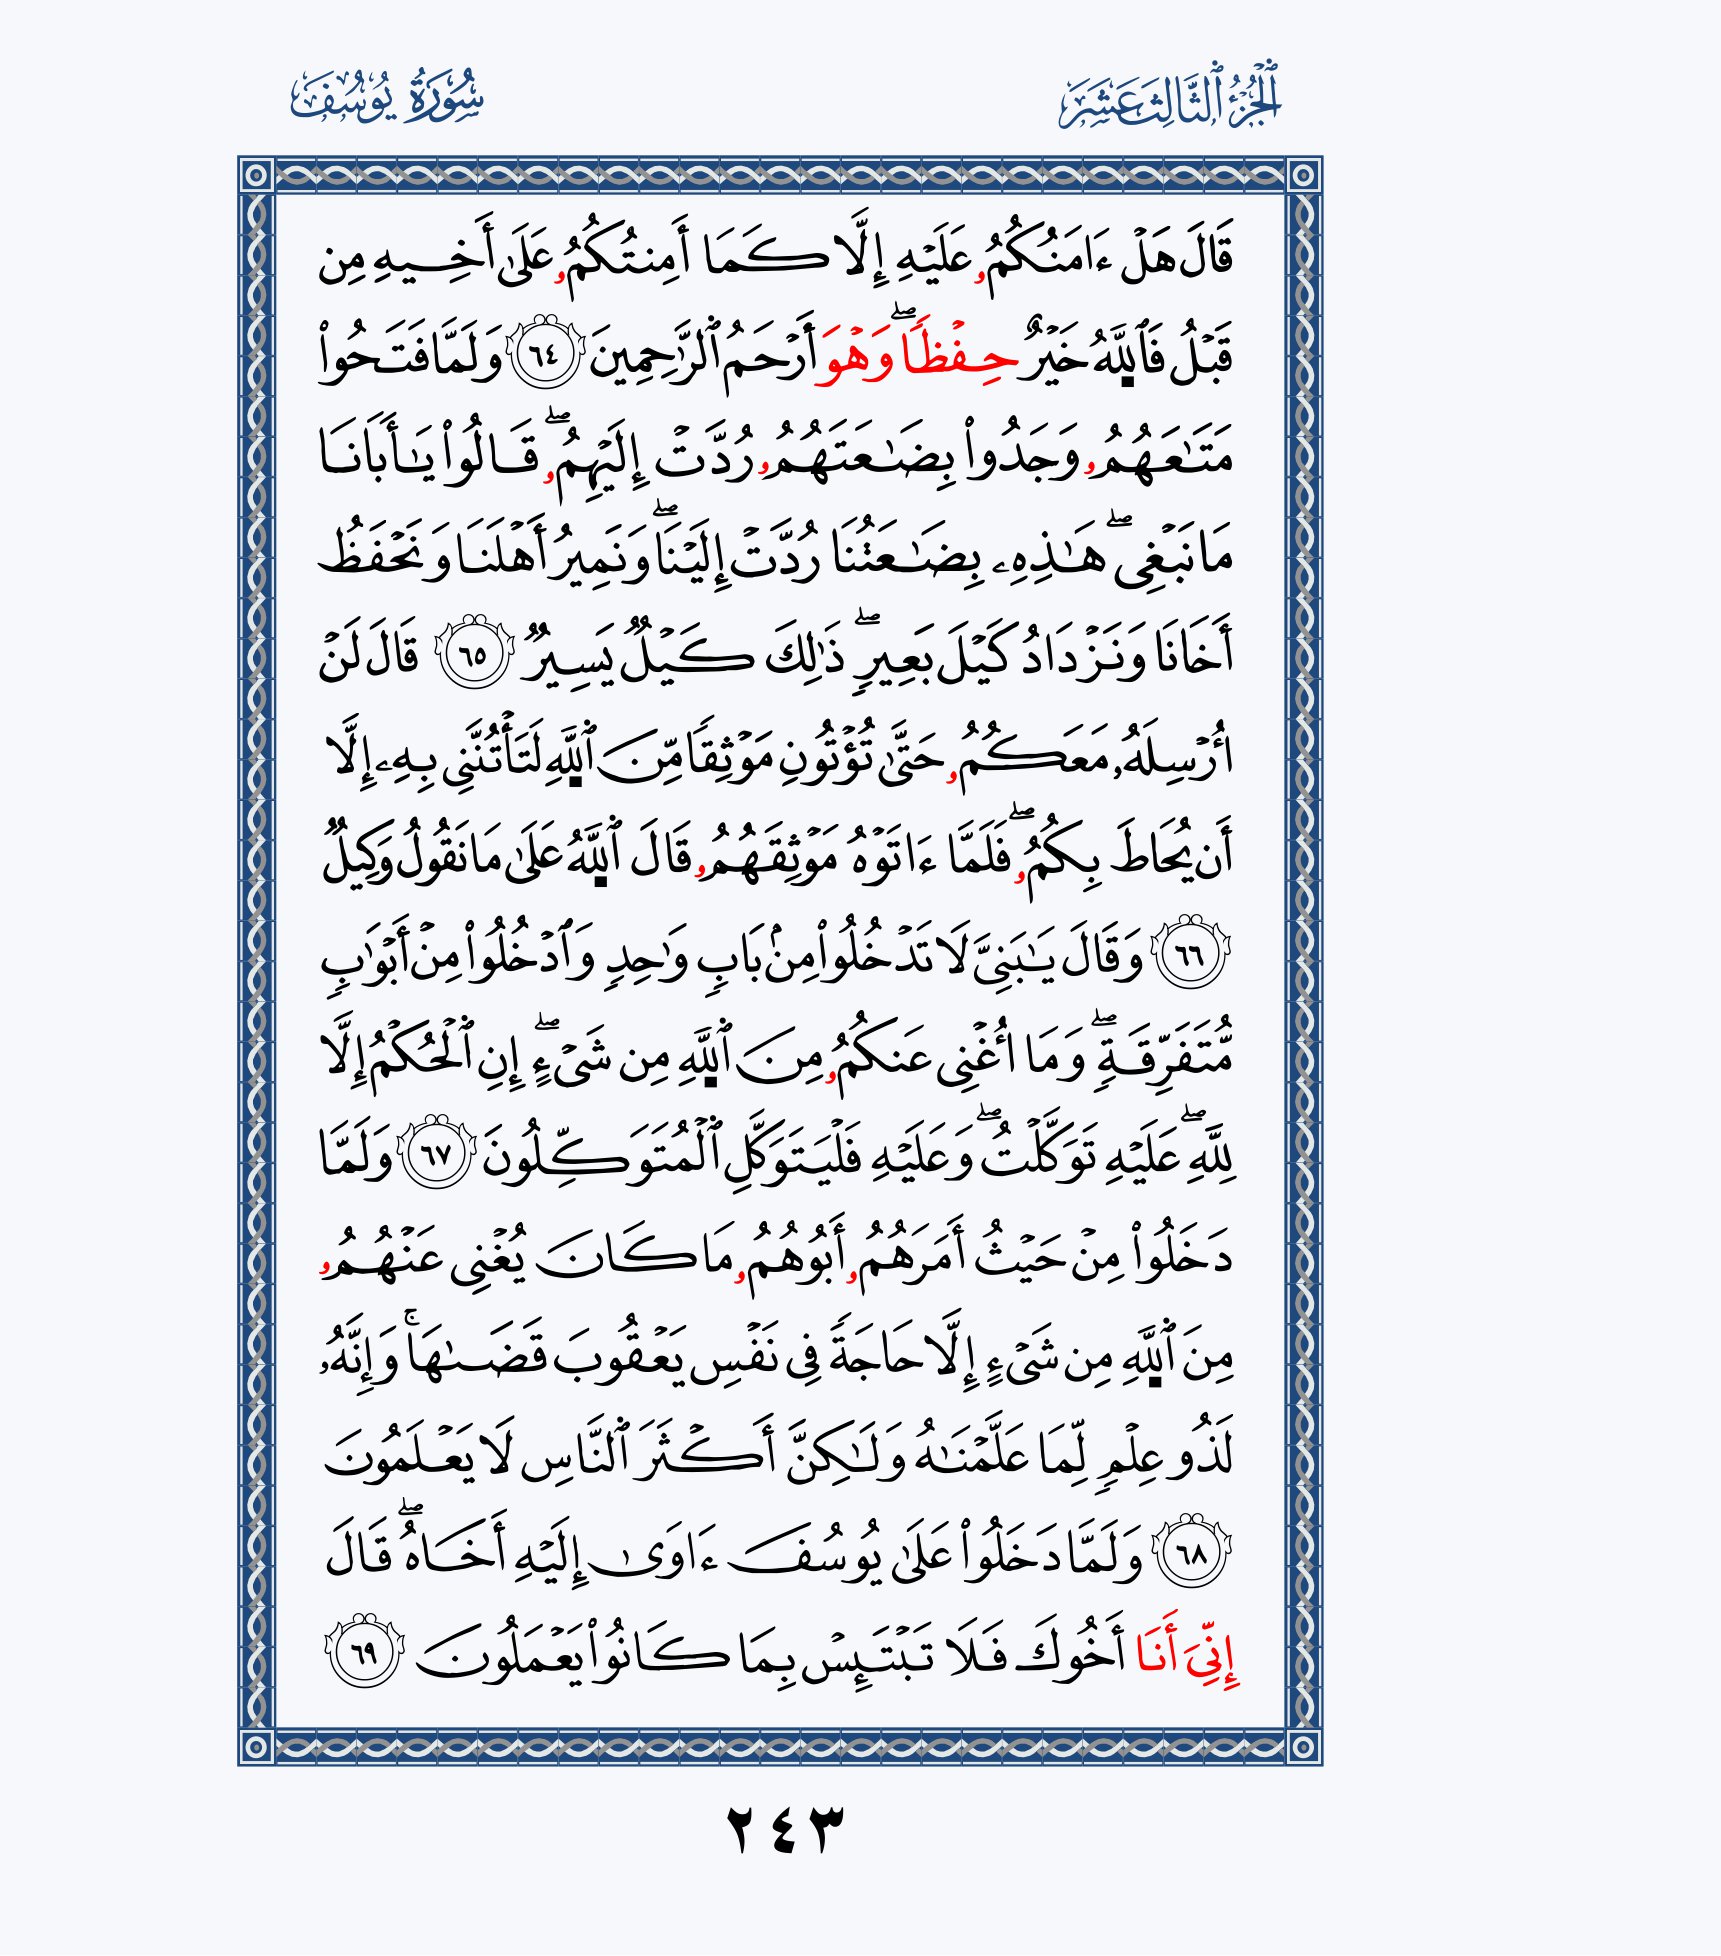 ٱلْجُزْءُ ٱلثَّالِثَ عَشَرَ
سُورَةُ يُوسُفَ
قَالَ هَلْ ءَامَنُكُمُۥ عَلَيْهِ إِلَّا كَمَا أَمِنتُكُمُۥ عَلَىٰ أَخِيهِ مِن
قَبْلُ فَٱللَّهُ خَيْرٌ حِفْظًاۖ وَهْوَ أَرْحَمُ ٱلرَّٰحِمِينَ ٦٤ وَلَمَّا فَتَحُوا۟
مَتَٰعَهُمُۥ وَجَدُوا۟ بِضَٰعَتَهُمُۥ رُدَّتْ إِلَيْهِمُۥۖ قَالُوا۟ يَٰأَبَانَا
مَا نَبْغِىۖ هَٰذِهِۦ بِضَٰعَتُنَا رُدَّتْ إِلَيْنَاۖ وَنَمِيرُ أَهْلَنَا وَنَحْفَظُ
أَخَانَا وَنَزْدَادُ كَيْلَ بَعِيرٍۖ ذَٰلِكَ كَيْلٌ يَسِيرٌ ٦٥ قَالَ لَنْ
أُرْسِلَهُۥ مَعَكُمُۥ حَتَّىٰ تُؤْتُونِ مَوْثِقًا مِّنَ ٱللَّهِ لَتَأْتُنَّنِى بِهِۦ إِلَّا
أَن يُحَاطَ بِكُمُۥۖ فَلَمَّا ءَاتَوْهُ مَوْثِقَهُمُۥ قَالَ ٱللَّهُ عَلَىٰ مَا نَقُولُ وَكِيلٌ
٦٦ وَقَالَ يَٰبَنِىَّ لَا تَدْخُلُوا۟ مِنۢ بَابٍ وَٰحِدٍ وَٱدْخُلُوا۟ مِنْ أَبْوَٰبٍ
مُّتَفَرِّقَةٍۖ وَمَا أُغْنِى عَنكُمُۥ مِنَ ٱللَّهِ مِن شَىْءٍۖ إِنِ ٱلْحُكْمُ إِلَّا
لِلَّهِۖ عَلَيْهِ تَوَكَّلْتُۖ وَعَلَيْهِ فَلْيَتَوَكَّلِ ٱلْمُتَوَكِّلُونَ ٦٧ وَلَمَّا
دَخَلُوا۟ مِنْ حَيْثُ أَمَرَهُمُۥ أَبُوهُمُۥ مَا كَانَ يُغْنِى عَنْهُمُۥ
مِنَ ٱللَّهِ مِن شَىْءٍ إِلَّا حَاجَةً فِى نَفْسِ يَعْقُوبَ قَضَىٰهَاۚ وَإِنَّهُۥ
لَذُو عِلْمٍ لِّمَا عَلَّمْنَٰهُ وَلَٰكِنَّ أَكْثَرَ ٱلنَّاسِ لَا يَعْلَمُونَ
٦٨ وَلَمَّا دَخَلُوا۟ عَلَىٰ يُوسُفَ ءَاوَىٰ إِلَيْهِ أَخَاهُۖ قَالَ
إِنِّىَ أَنَا أَخُوكَ فَلَا تَبْتَئِسْ بِمَا كَانُوا۟ يَعْمَلُونَ ٦٩
٢٤٣